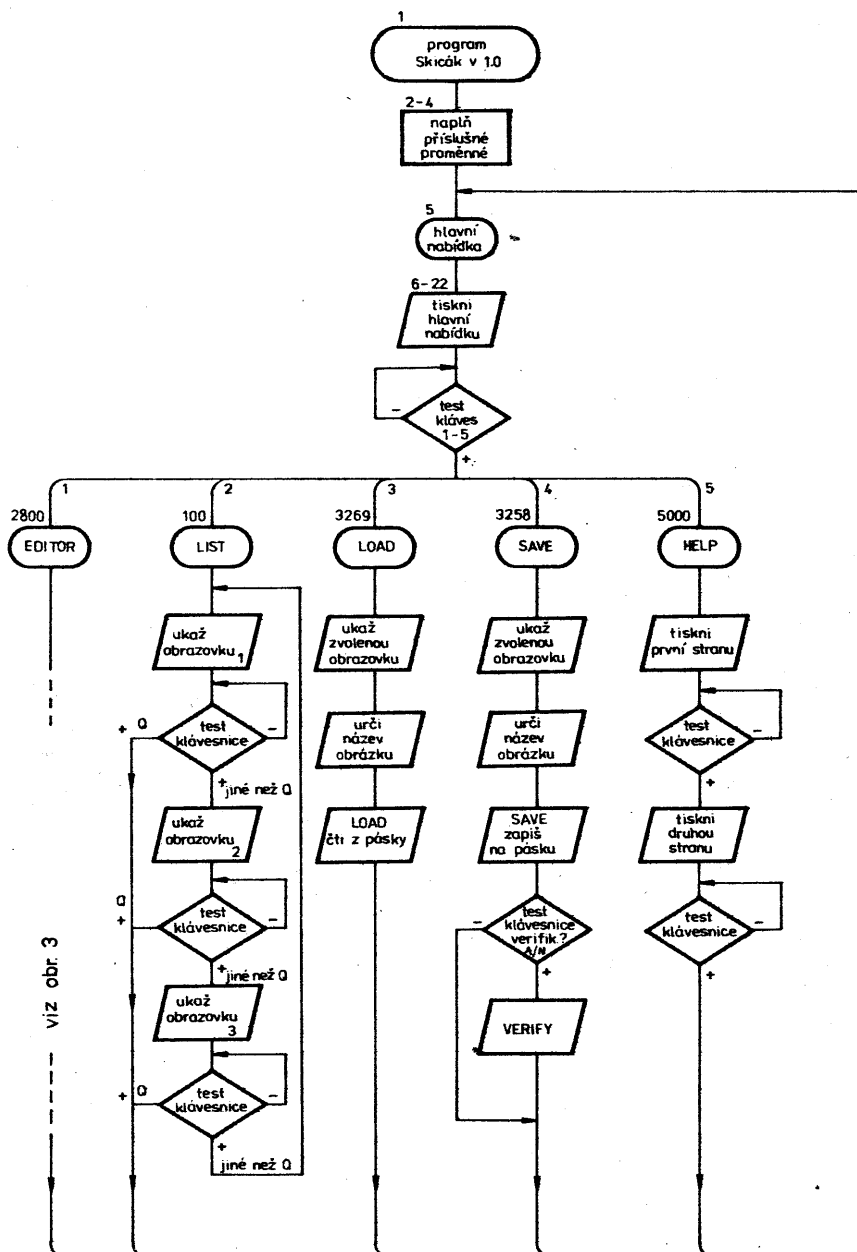 1
program
Skicák v 1.0
2-4
naplň
příslušné
proměnné
5
hlavní
nabídka
6-22
tiskni
hlavní
nabídku
test
kláves
1-5
-
+
1
2
3
4
5
2800
EDITOR
100
LIST
3269
LOAD
3258
SAVE
5000
HELP
viz obr. 3
ukaž
obrazovku 1
test
klávesnice
+ Q
-
+
jiné než Q
ukaž
obrazovku 2
test
klávesnice
Q
+
-
+
jiné než Q
ukaž
obrazovku 3
test
klávesnice
+ Q
-
+
jiné než Q
ukaž
zvolenou
obrazovku
urči
název
obrázku
LOAD
čti z pásky
ukaž
zvolenou
obrazovku
urči
název
obrázku
SAVE
zapiš
na pásku
test
klávesnice
verifik.?
A/N
-
+
VERIFY
tiskni
první stranu
test
klávesnice
-
+
tiskni
druhou
stranu
test
klávesnice
-
+